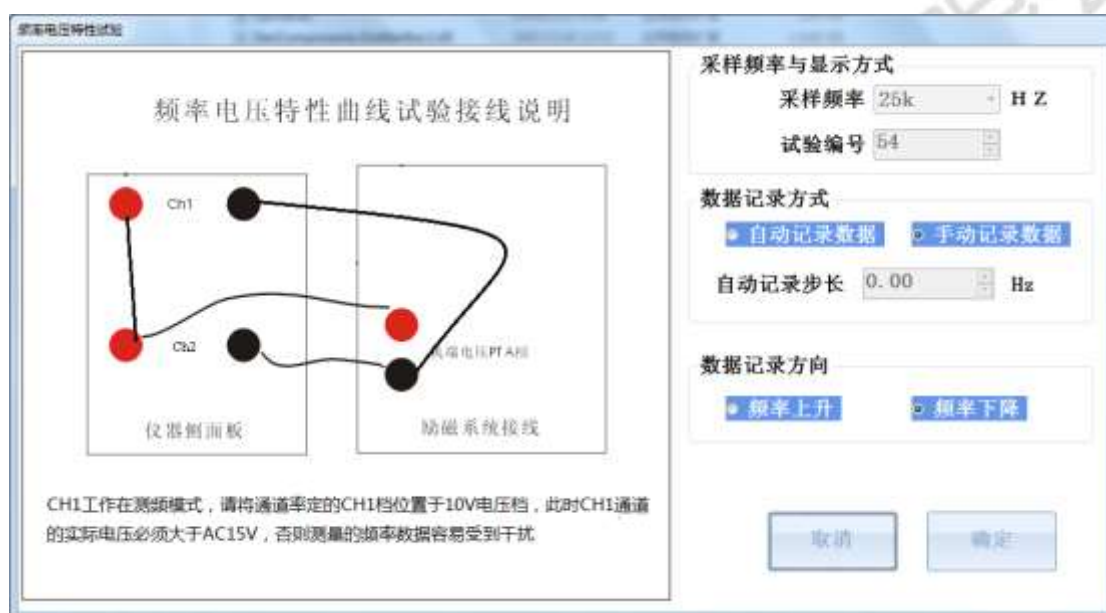 频率电压特性试验
频率电压特性曲线试验接线说明
Ch1
Ch2
机端电压PT A相
仪器侧面板
励磁系统接线
CH1工作在测频模式，请将通道率定的CH1档位置于10V电压档，此时CH1通道
的实际电压必须大于AC15V，否则测量的频率数据容易受到干扰
采样频率与显示方式
采样频率 25k HZ
试验编号 54
数据记录方式
自动记录数据 手动记录数据
自动记录步长 0.00 Hz
数据记录方向
频率上升 频率下降
取消 确定